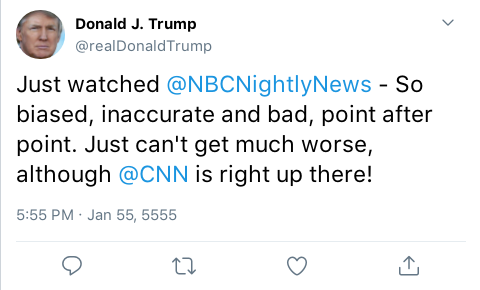 Donald J. Trump
@realDonaldTrump
Just watched @NBCNightlyNews - So
biased, inaccurate and bad, point after
point. Just can't get much worse,
although @CNN is right up there!
5:55 PM · Jan 55, 5555